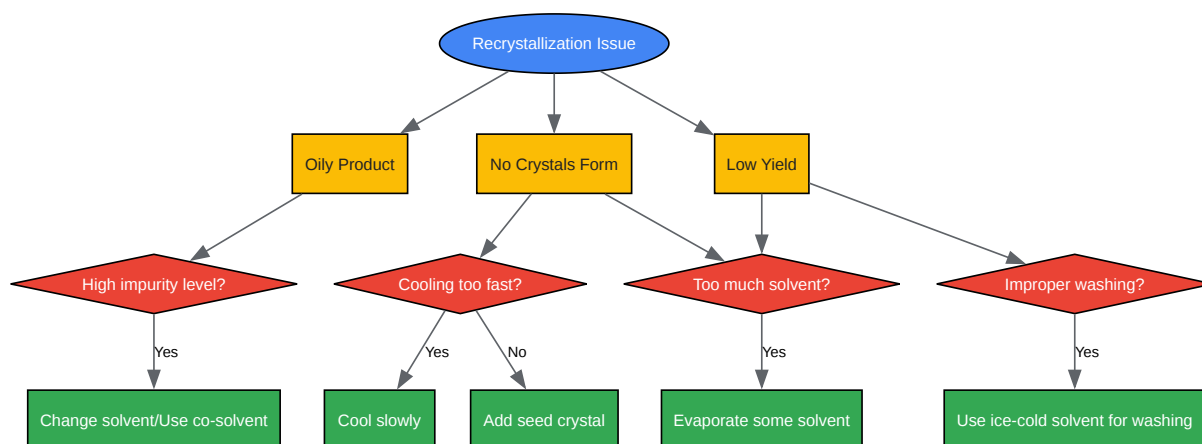 Recrystallization Issue
Oily Product
No Crystals Form
Low Yield
High impurity level?
Cooling too fast?
Too much solvent?
Improper washing?
Yes
Yes
No
Yes
Yes
Change solvent/Use co-solvent
Cool slowly
Add seed crystal
Evaporate some solvent
Use ice-cold solvent for washing